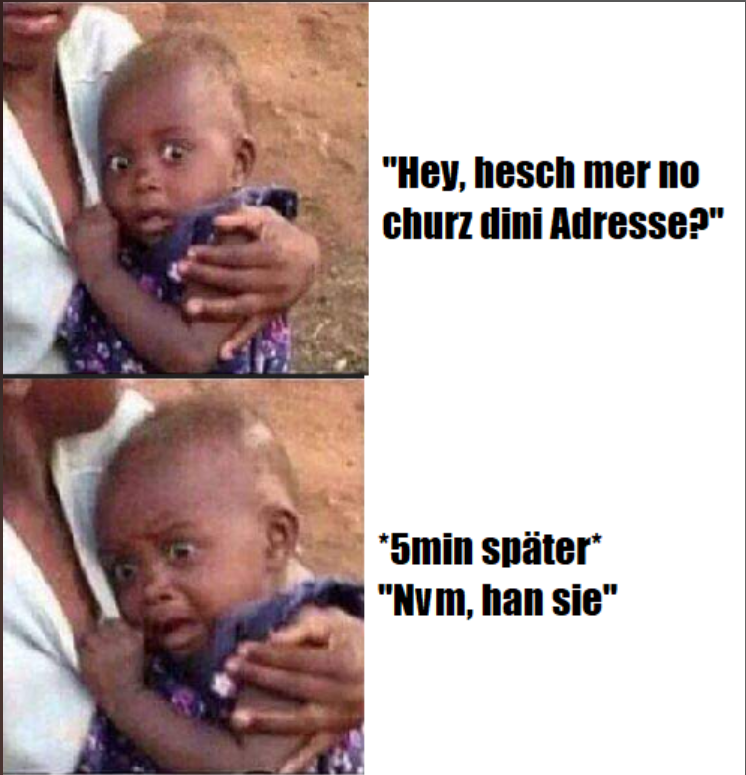 "Hey, hesch mer no
churz dini Adresse?"
*5min später*
"Nvm, han sie"